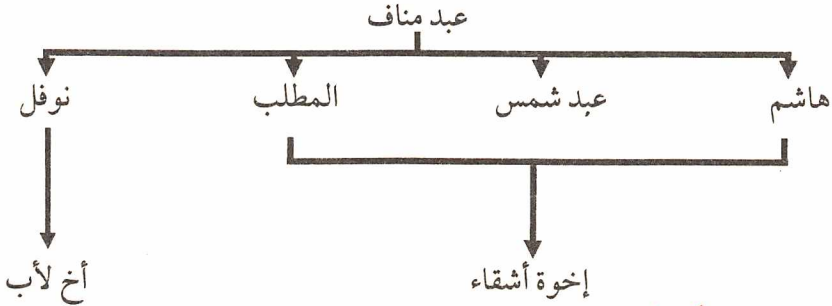 عبد مناف
هاشم عبد شمس المطلب نوفل
إخوة أشقاء أخ لأب